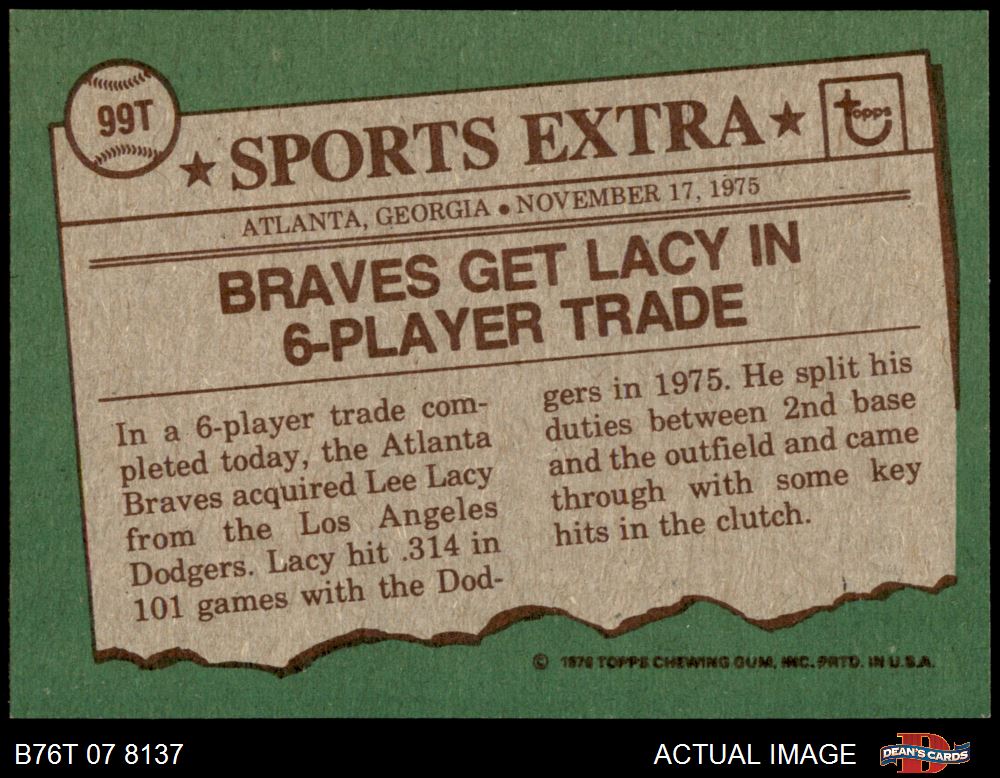 99T
★ SPORTS EXTRA ★
Topps
ATLANTA, GEORGIA • NOVEMBER 17, 1975
BRAVES GET LACY IN
6-PLAYER TRADE
In a 6-player trade com-
pleted today, the Atlanta
Braves acquired Lee Lacy
from the Los Angeles
Dodgers. Lacy hit .314 in
101 games with the Dod-
gers in 1975. He split his
duties between 2nd base
and the outfield and came
through with some key
hits in the clutch.
© 1976 TOPPS CHEWING GUM, INC. PRTD. IN U.S.A.
B76T 07 8137
ACTUAL IMAGE
D
DEAN'S CARDS